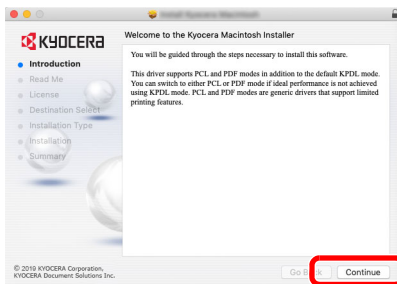 KYOCERA
Welcome to the Kyocera Macintosh Installer
Introduction
Read Me
License
Destination Select
Installation Type
Installation
Summary
You will be guided through the steps necessary to install this software.
This driver supports PCL and PDF modes in addition to the default KPDL mode.
You can switch to either PCL or PDF mode if ideal performance is not achieved
using KPDL mode. PCL and PDF modes are generic drivers that support limited
printing features.
© 2019 KYOCERA Corporation,
KYOCERA Document Solutions Inc.
Go Back
Continue